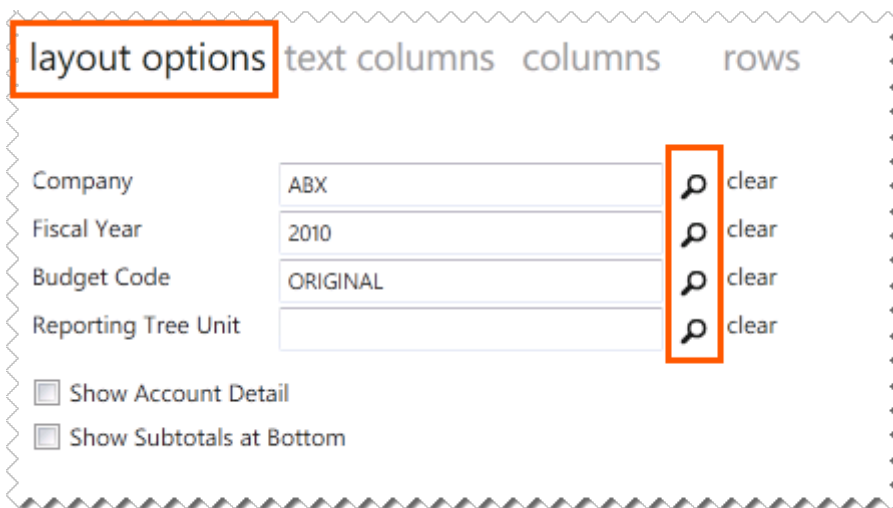 layout options text columns columns rows
Company ABX clear
Fiscal Year 2010 clear
Budget Code ORIGINAL clear
Reporting Tree Unit clear
Show Account Detail
Show Subtotals at Bottom